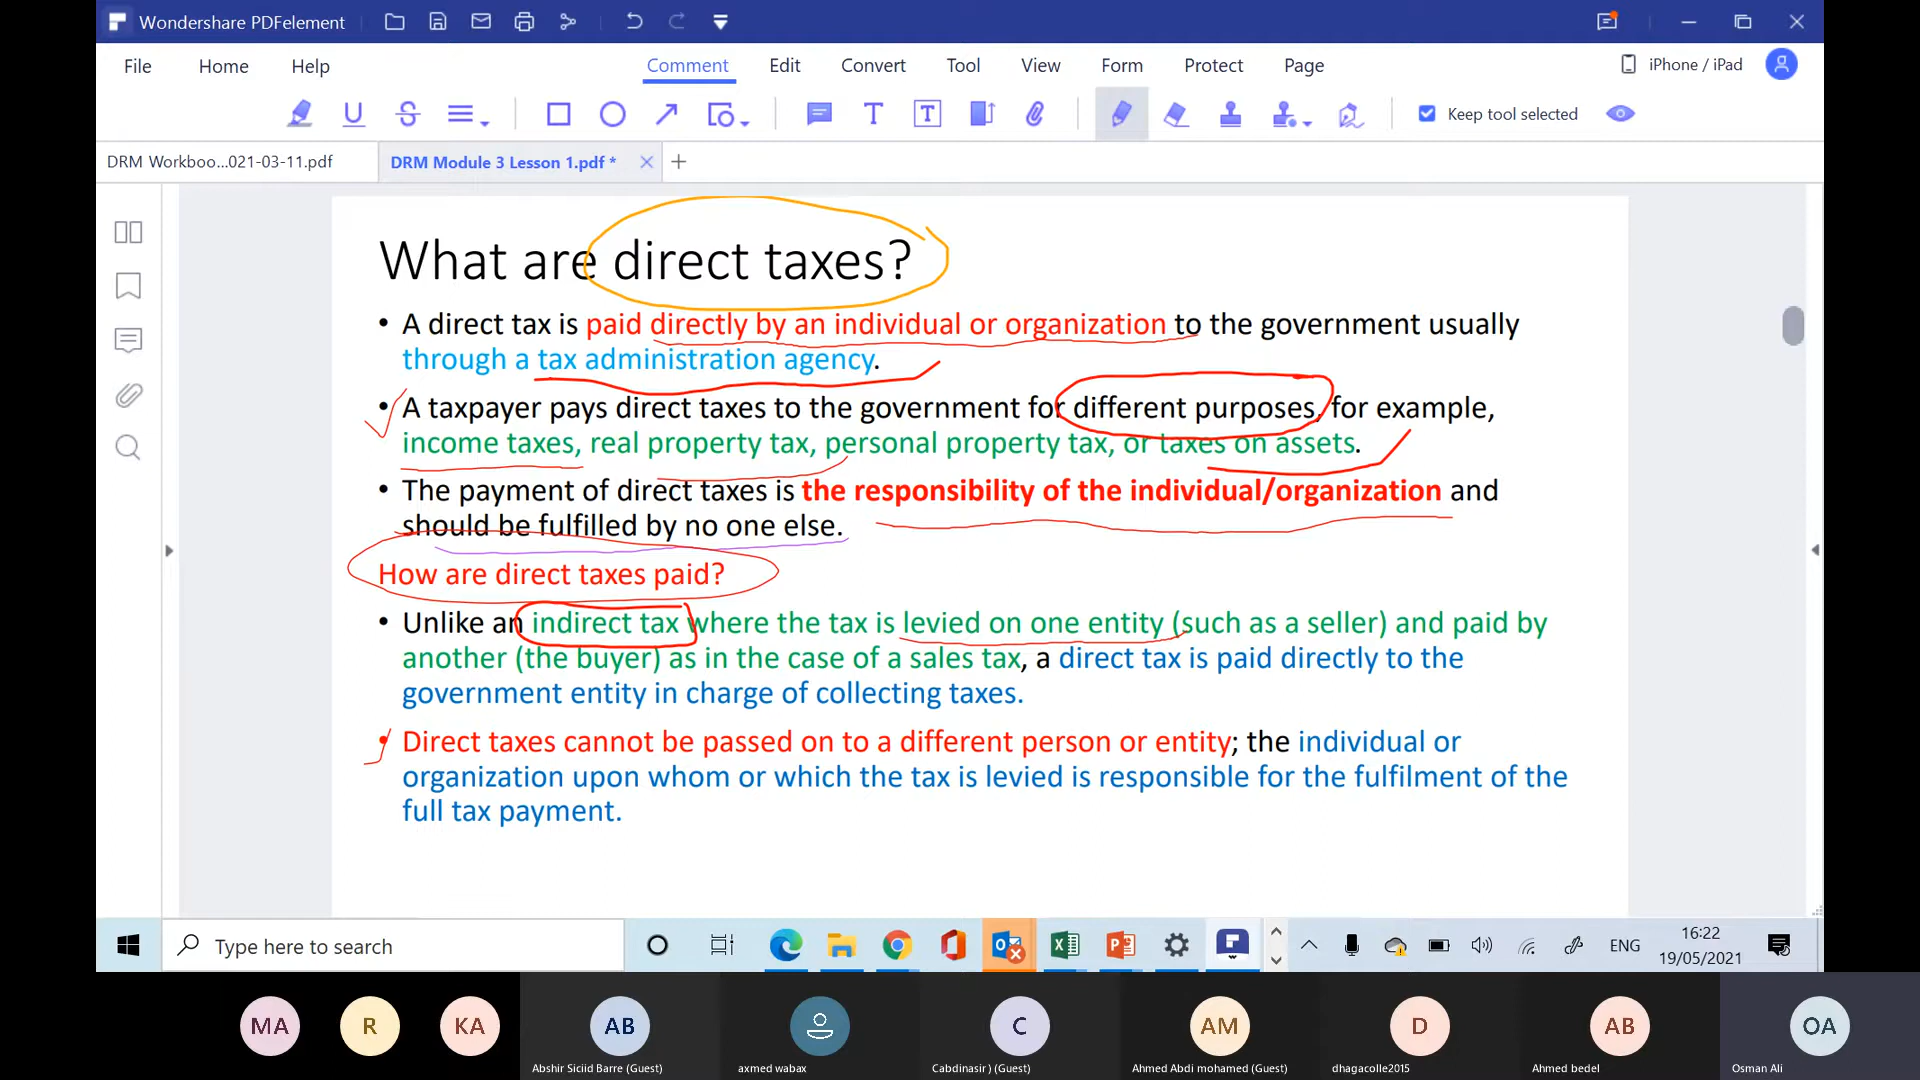 Wondershare PDFelement
File Home Help Comment Edit Convert Tool View Form Protect Page iPhone / iPad
Keep tool selected
DRM Workboo...021-03-11.pdf DRM Module 3 Lesson 1.pdf *
What are direct taxes?
• A direct tax is paid directly by an individual or organization to the government usually
through a tax administration agency.
• A taxpayer pays direct taxes to the government for different purposes, for example,
income taxes, real property tax, personal property tax, or taxes on assets.
• The payment of direct taxes is the responsibility of the individual/organization and
should be fulfilled by no one else.
How are direct taxes paid?
• Unlike an indirect tax where the tax is levied on one entity (such as a seller) and paid by
another (the buyer) as in the case of a sales tax, a direct tax is paid directly to the
government entity in charge of collecting taxes.
• Direct taxes cannot be passed on to a different person or entity; the individual or
organization upon whom or which the tax is levied is responsible for the fulfilment of the
full tax payment.
Type here to search
ENG
16:22
19/05/2021
MA R KA AB C AM D AB OA
Abshir Siciid Barre (Guest) axmed wabax Cabdinasir ) (Guest) Ahmed Abdi mohamed (Guest) dhagacolle2015 Ahmed bedel Osman Ali